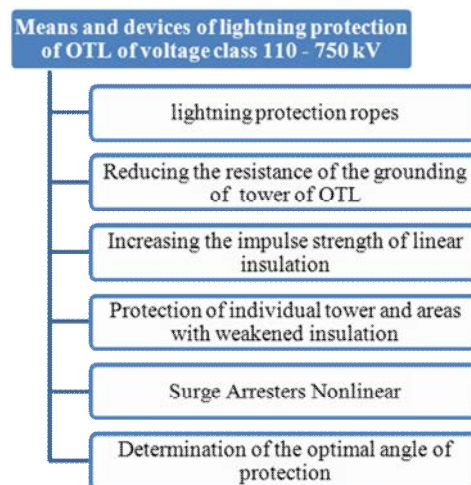 Means and devices of lightning protection
of OTL of voltage class 110 - 750 kV
lightning protection ropes
Reducing the resistance of the grounding
of tower of OTL
Increasing the impulse strength of linear
insulation
Protection of individual tower and areas
with weakened insulation
Surge Arresters Nonlinear
Determination of the optimal angle of
protection